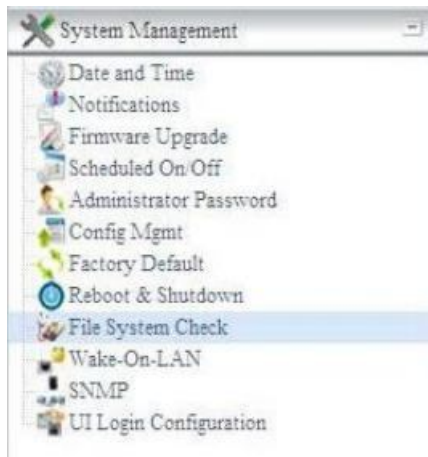 System Management
Date and Time
Notifications
Firmware Upgrade
Scheduled On/Off
Administrator Password
Config Mgmt
Factory Default
Reboot & Shutdown
File System Check
Wake-On-LAN
SNMP
UI Login Configuration